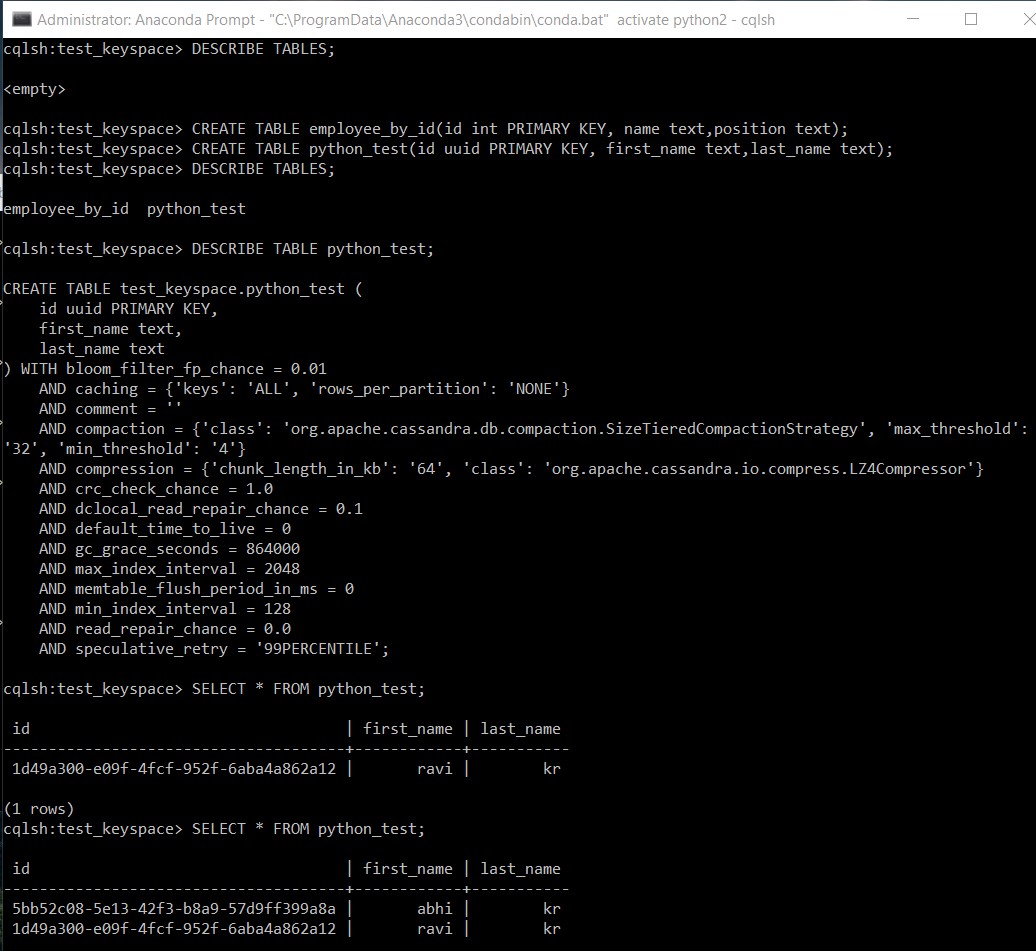 Administrator: Anaconda Prompt - "C:\ProgramData\Anaconda3\condabin\conda.bat"  activate python2 - cqlsh
cqlsh:test_keyspace> DESCRIBE TABLES;
<empty>
cqlsh:test_keyspace> CREATE TABLE employee_by_id(id int PRIMARY KEY, name text,position text);
cqlsh:test_keyspace> CREATE TABLE python_test(id uuid PRIMARY KEY, first_name text,last_name text);
cqlsh:test_keyspace> DESCRIBE TABLES;
employee_by_id  python_test
cqlsh:test_keyspace> DESCRIBE TABLE python_test;
CREATE TABLE test_keyspace.python_test (
    id uuid PRIMARY KEY,
    first_name text,
    last_name text
) WITH bloom_filter_fp_chance = 0.01
    AND caching = {'keys': 'ALL', 'rows_per_partition': 'NONE'}
    AND comment = ''
    AND compaction = {'class': 'org.apache.cassandra.db.compaction.SizeTieredCompactionStrategy', 'max_threshold':
'32', 'min_threshold': '4'}
    AND compression = {'chunk_length_in_kb': '64', 'class': 'org.apache.cassandra.io.compress.LZ4Compressor'}
    AND crc_check_chance = 1.0
    AND dclocal_read_repair_chance = 0.1
    AND default_time_to_live = 0
    AND gc_grace_seconds = 864000
    AND max_index_interval = 2048
    AND memtable_flush_period_in_ms = 0
    AND min_index_interval = 128
    AND read_repair_chance = 0.0
    AND speculative_retry = '99PERCENTILE';
cqlsh:test_keyspace> SELECT * FROM python_test;
 id                                   | first_name | last_name
--------------------------------------+------------+-----------
 1d49a300-e09f-4fcf-952f-6aba4a862a12 |       ravi |        kr
(1 rows)
cqlsh:test_keyspace> SELECT * FROM python_test;
 id                                   | first_name | last_name
--------------------------------------+------------+-----------
 5bb52c08-5e13-42f3-b8a9-57d9ff399a8a |       abhi |        kr
 1d49a300-e09f-4fcf-952f-6aba4a862a12 |       ravi |        kr